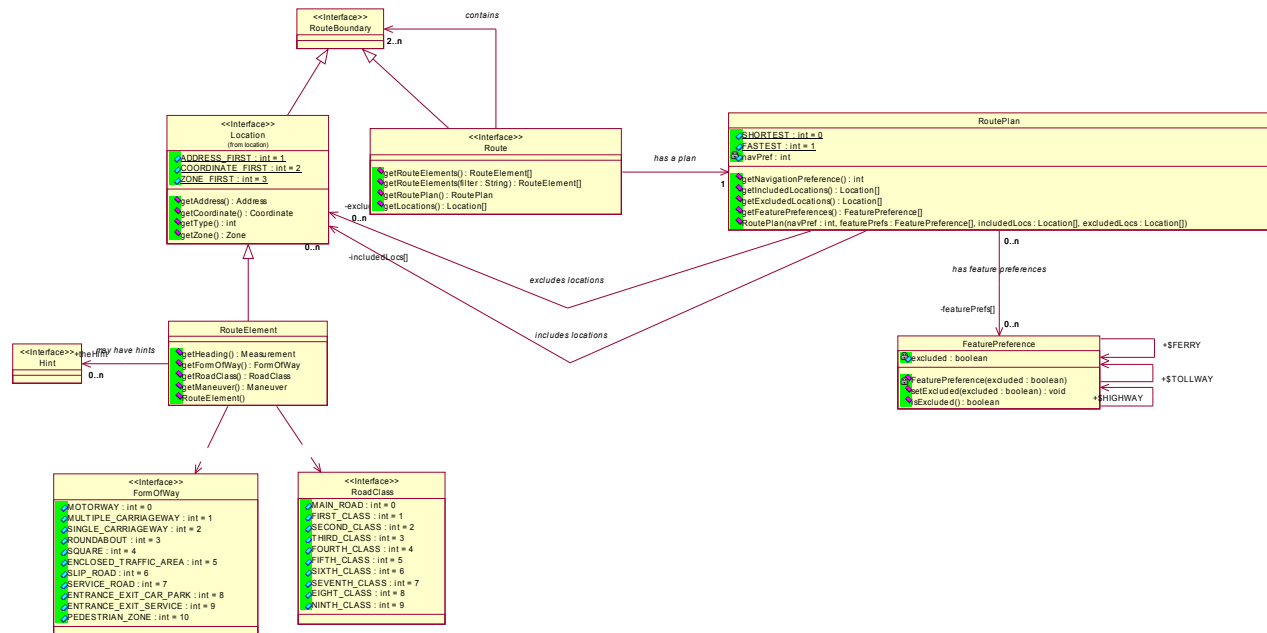 <<Interface>>
RouteBoundary
contains
2..n
<<Interface>>
Location
(from location)
ADDRESS_FIRST : int = 1
COORDINATE_FIRST : int = 2
ZONE_FIRST : int = 3
getAddress() : Address
getCoordinate() : Coordinate
getType() : int
getZone() : Zone
<<Interface>>
Route
getRouteElements() : RouteElement[]
getRouteElements(filter : String) : RouteElement[]
getRoutePlan() : RoutePlan
getLocations() : Location[]
has a plan
1
RoutePlan
SHORTEST : int = 0
FASTEST : int = 1
navPref : int
getNavigationPreference() : int
getIncludedLocations() : Location[]
getExcludedLocations() : Location[]
getFeaturePreferences() : FeaturePreference[]
RoutePlan(navPref : int, featurePrefs : FeaturePreference[], includedLocs : Location[], excludedLocs : Location[])
0..n
0..n
-includedLocs[]
excludes locations
includes locations
0..n
has feature preferences
-featurePrefs[]
0..n
RouteElement
getHeading() : Measurement
getFormOfWay() : FormOfWay
getRoadClass() : RoadClass
getManeuver() : Maneuver
RouteElement()
<<Interface>>
Hint
+theHint
may have hints
0..n
FeaturePreference
excluded : boolean
FeaturePreference(excluded : boolean)
setExcluded(excluded : boolean) : void
isExcluded() : boolean
+$FERRY
+$TOLLWAY
+$HIGHWAY
<<Interface>>
FormOfWay
MOTORWAY : int = 0
MULTIPLE_CARRIAGEWAY : int = 1
SINGLE_CARRIAGEWAY : int = 2
ROUNDABOUT : int = 3
SQUARE : int = 4
ENCLOSED_TRAFFIC_AREA : int = 5
SLIP_ROAD : int = 6
SERVICE_ROAD : int = 7
ENTRANCE_EXIT_CAR_PARK : int = 8
ENTRANCE_EXIT_SERVICE : int = 9
PEDESTRIAN_ZONE : int = 10
<<Interface>>
RoadClass
MAIN_ROAD : int = 0
FIRST_CLASS : int = 1
SECOND_CLASS : int = 2
THIRD_CLASS : int = 3
FOURTH_CLASS : int = 4
FIFTH_CLASS : int = 5
SIXTH_CLASS : int = 6
SEVENTH_CLASS : int = 7
EIGHT_CLASS : int = 8
NINTH_CLASS : int = 9